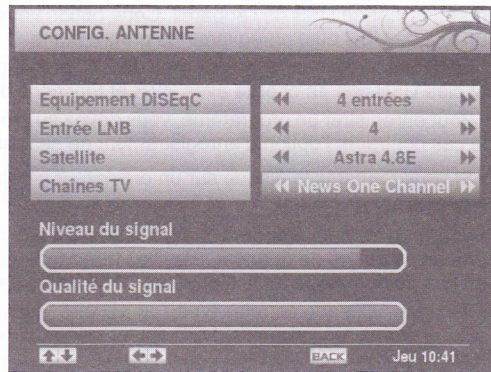 CONFIG. ANTENNE
Equipement DiSEqC 4 entrées
Entrée LNB 4
Satellite Astra 4.8E
Chaînes TV News One Channel
Niveau du signal
Qualité du signal
BACK Jeu 10:41